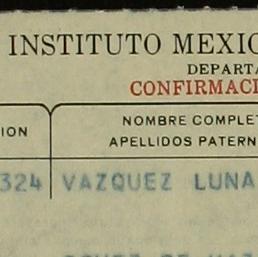 INSTITUTO MEXIC
DEPARTA
CONFIRMACI
ION
NOMBRE COMPLET
APELLIDOS PATERN
324 VAZQUEZ LUNA